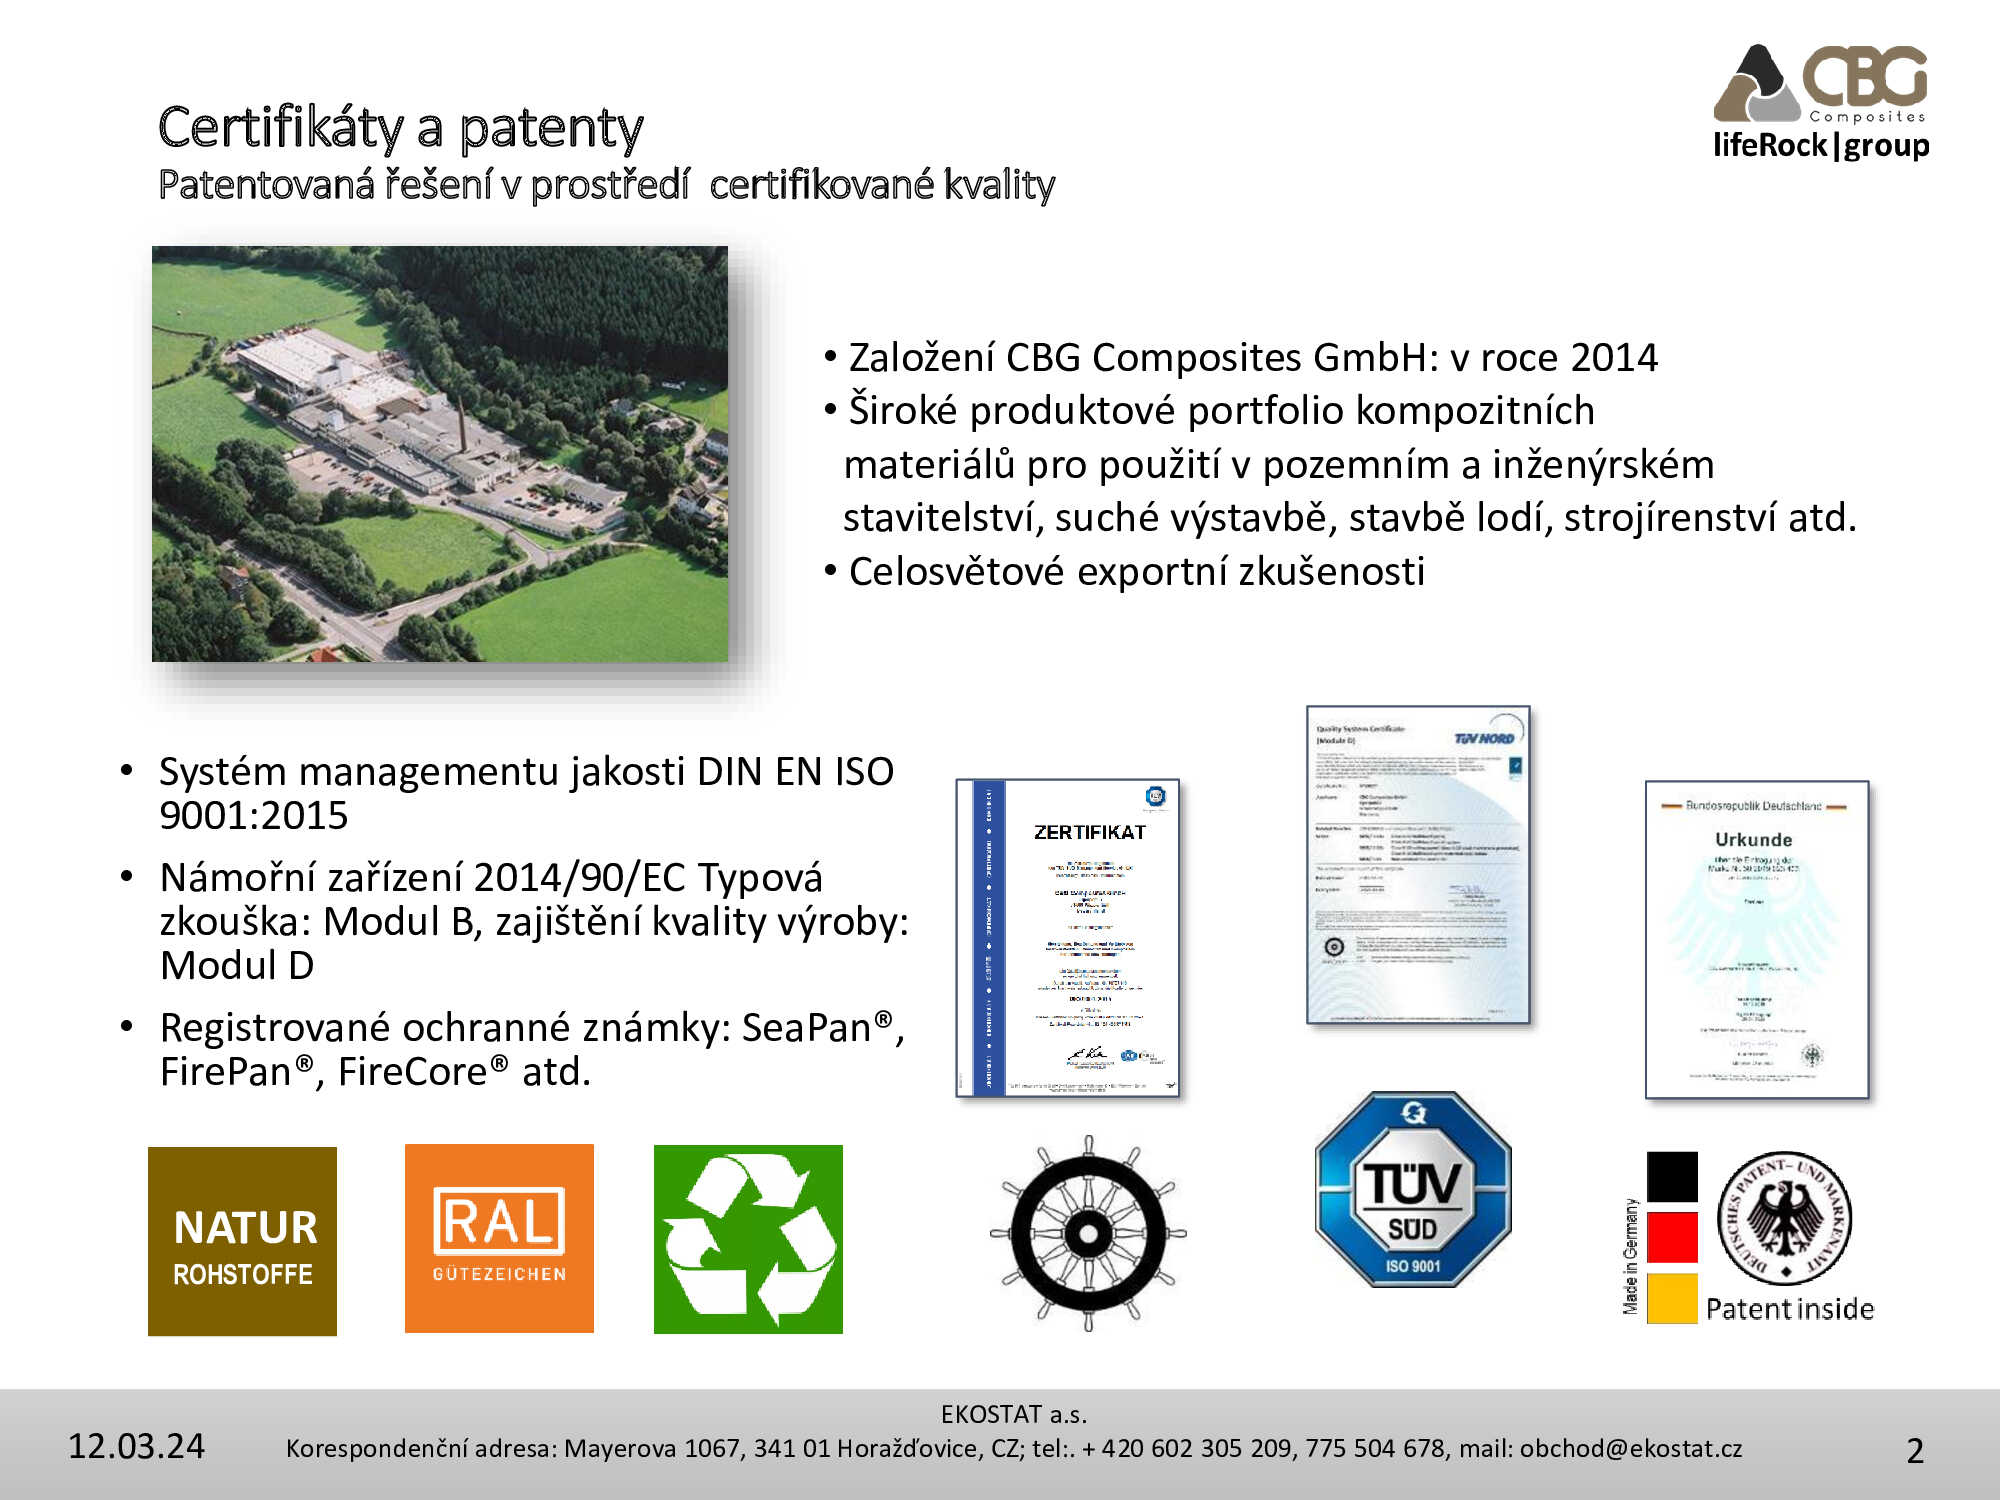 CBG
Composites
lifeRock|group
Certifikáty a patenty
Patentovaná řešení v prostředí certifikované kvality
• Založení CBG Composites GmbH: v roce 2014
• Široké produktové portfolio kompozitních
materiálů pro použití v pozemním a inženýrském
stavitelství, suché výstavbě, stavbě lodí, strojírenství atd.
• Celosvětové exportní zkušenosti
• Systém managementu jakosti DIN EN ISO
9001:2015
• Námořní zařízení 2014/90/EC Typová
zkouška: Modul B, zajištění kvality výroby:
Modul D
• Registrované ochranné známky: SeaPan®,
FirePan®, FireCore® atd.
ZERTIFIKAT
Quality System Certificate
(Module D)
TÜV NORD
Bundesrepublik Deutschland
Urkunde
über die Eintragung der
NATUR
ROHSTOFFE
RAL
GÜTEZEICHEN
TÜV
SÜD
ISO 9001
Made in Germany
DEUTSCHES PATENT- UND MARKENAMT
Patent inside
EKOSTAT a.s.
12.03.24
Korespondenční adresa: Mayerova 1067, 341 01 Horažďovice, CZ; tel:. + 420 602 305 209, 775 504 678, mail: obchod@ekostat.cz
2